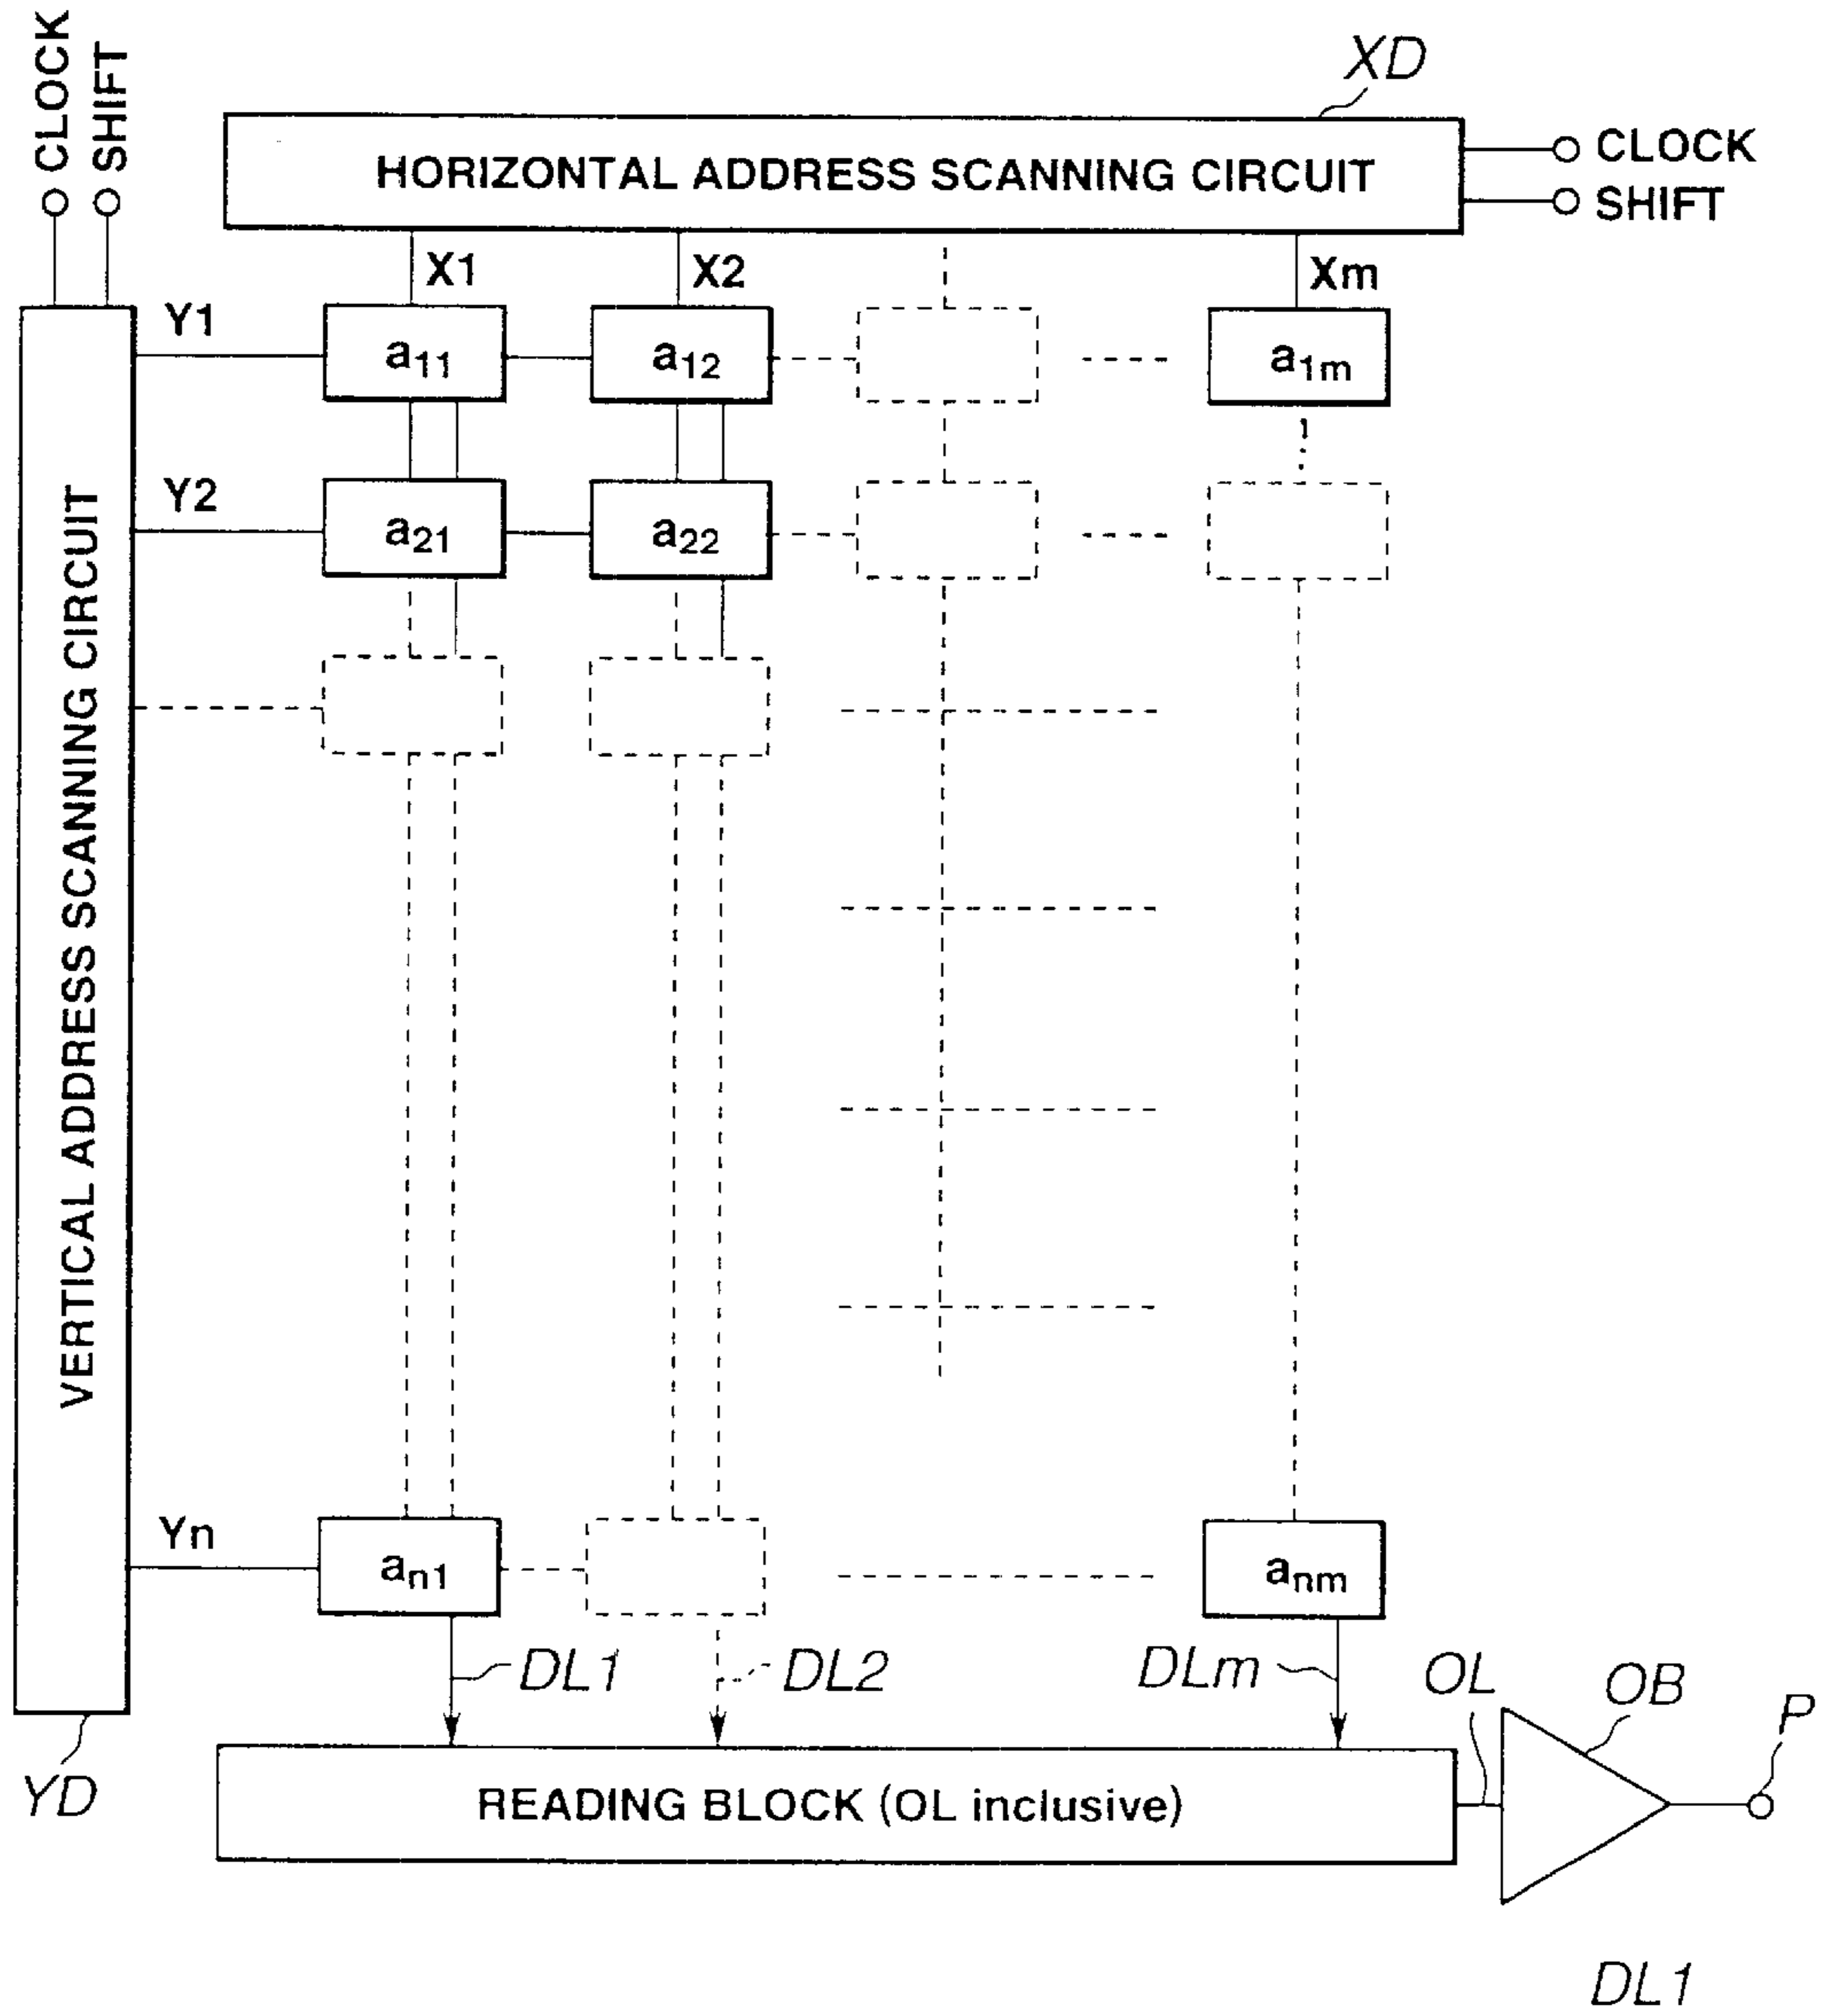 CLOCK
SHIFT
XD
HORIZONTAL ADDRESS SCANNING CIRCUIT
CLOCK
SHIFT
X1
X2
Xm
Y1
a11
a12
a1m
Y2
a21
a22
VERTICAL ADDRESS SCANNING CIRCUIT
Yn
an1
anm
DL1
DL2
DLm
OL
OB
P
YD
READING BLOCK (OL inclusive)
DL1